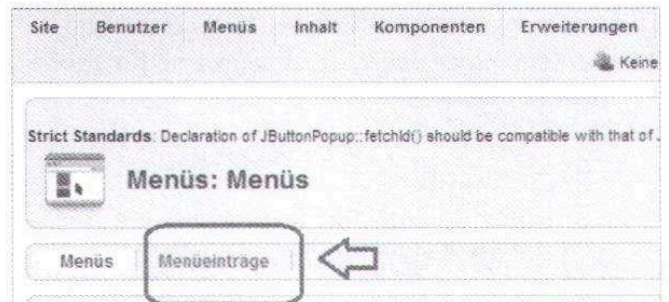 Site Benutzer Menüs Inhalt Komponenten Erweiterungen
Keine
Strict Standards: Declaration of JButtonPopup::fetchId() should be compatible with that of
Menüs: Menüs
Menüs Menüeinträge